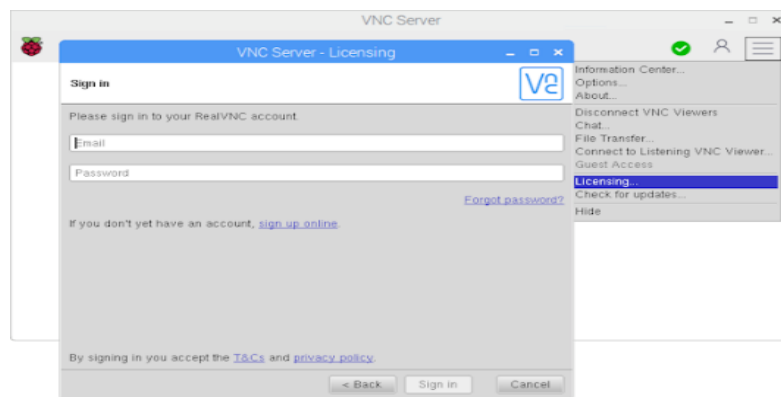 VNC Server
VNC Server - Licensing
Sign in
Please sign in to your RealVNC account.
Email
Password
Forgot password?
If you don't yet have an account, sign up online.
By signing in you accept the T&Cs and privacy policy.
< Back
Sign in
Cancel
Information Center...
Options...
About...
Disconnect VNC Viewers
Chat...
File Transfer...
Connect to Listening VNC Viewer...
Guest Access
Licensing...
Check for updates...
Hide